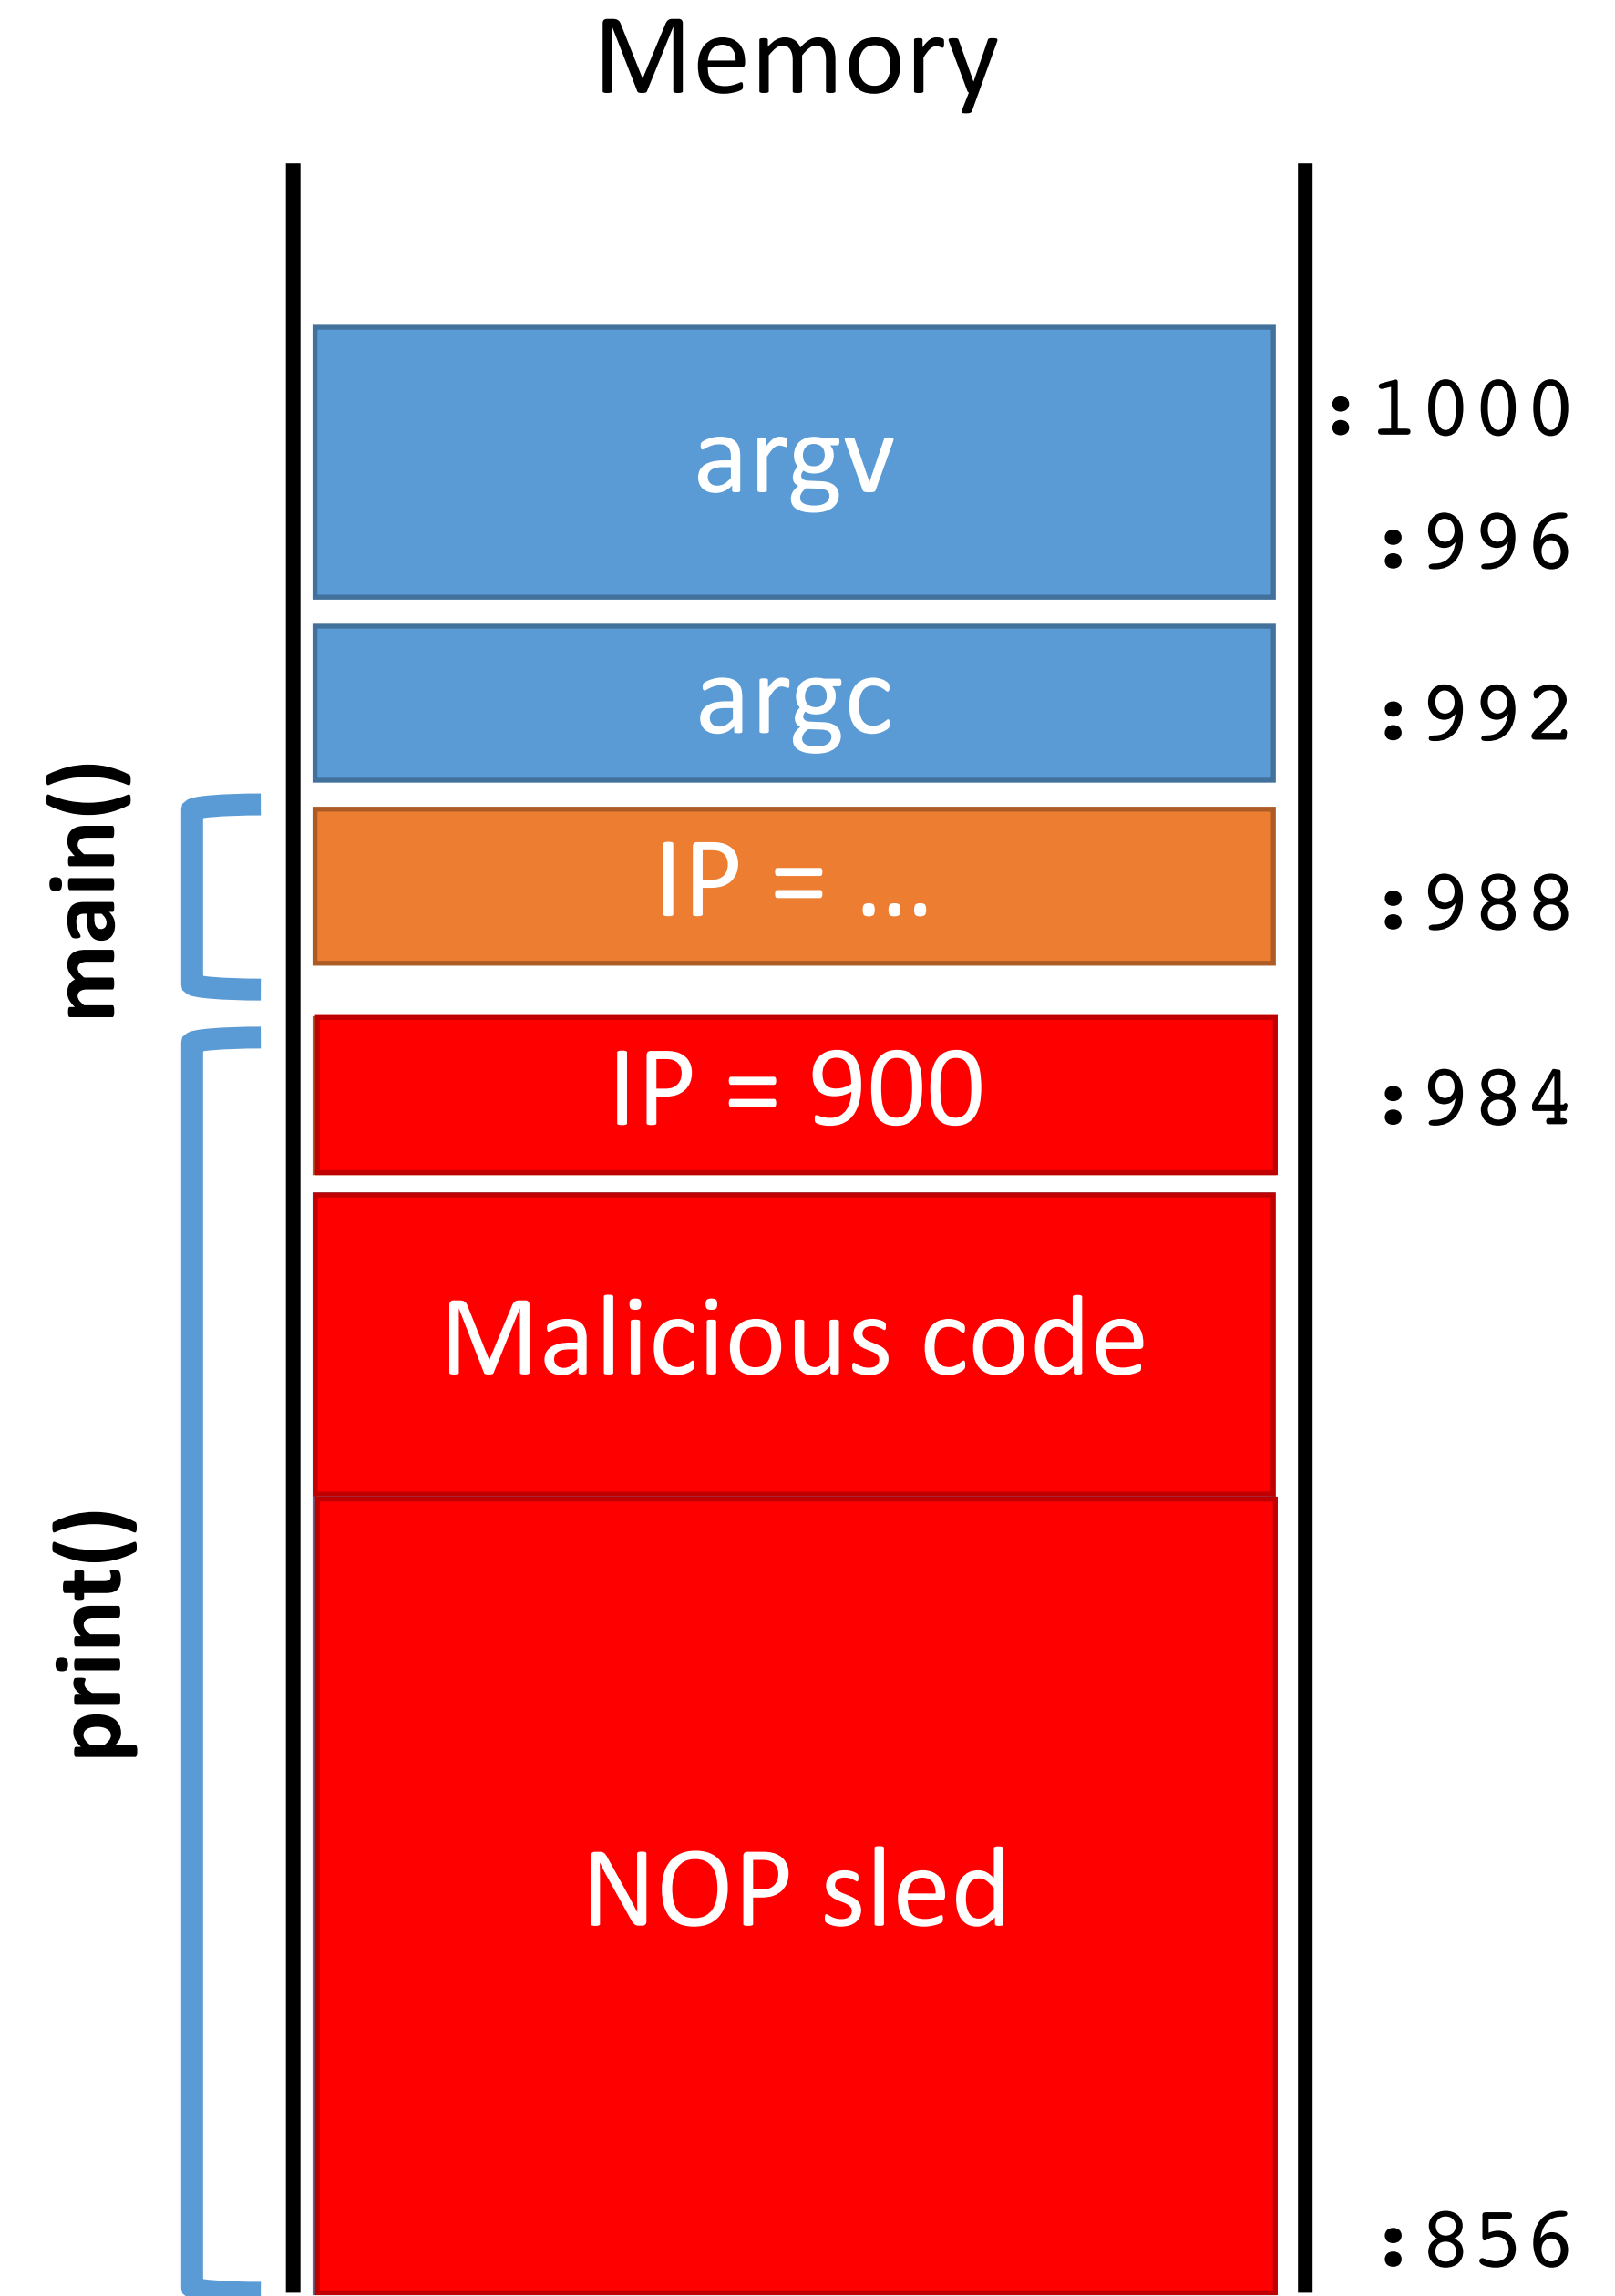 Memory
argv
:1000
:996
argc
:992
main()
IP = ...
:988
IP = 900
:984
Malicious code
print()
NOP sled
:856